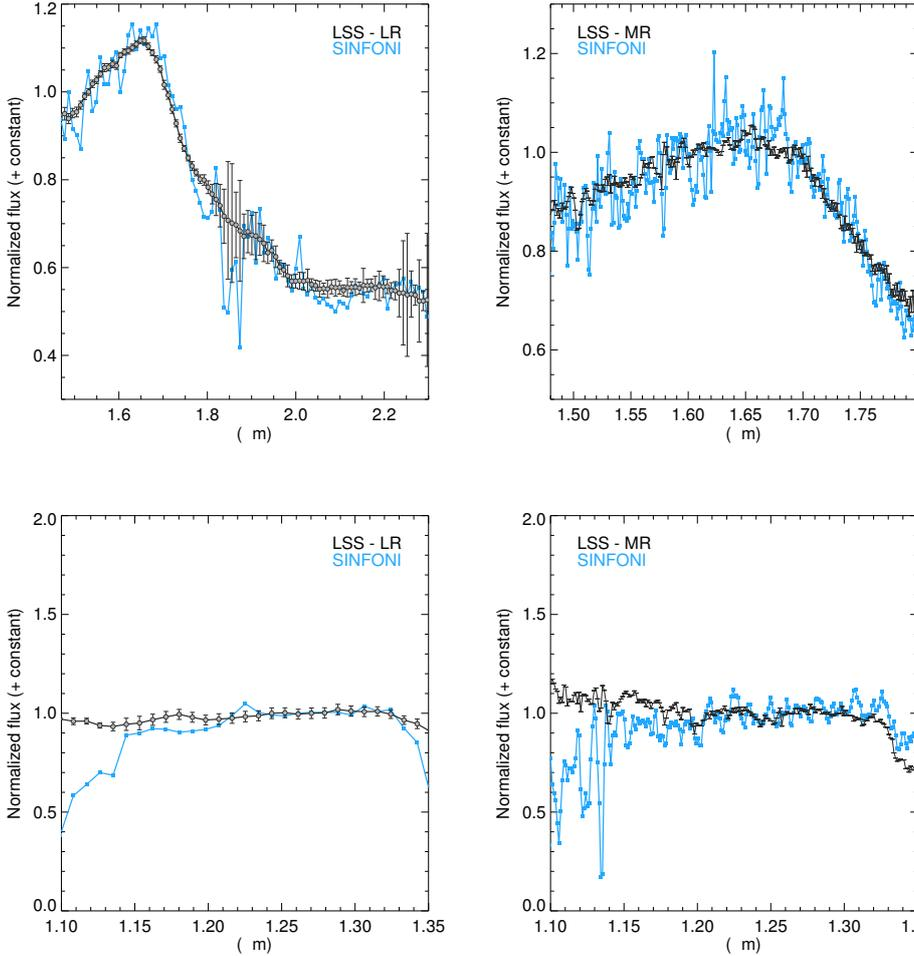 1.2
1.0
0.8
0.6
0.4
Normalized flux (+ constant)
LSS - LR
SINFONI
1.6 1.8 2.0 2.2
( m)
1.2
1.0
0.8
0.6
Normalized flux (+ constant)
LSS - MR
SINFONI
1.50 1.55 1.60 1.65 1.70 1.75
( m)
2.0
1.5
1.0
0.5
0.0
Normalized flux (+ constant)
LSS - LR
SINFONI
1.10 1.15 1.20 1.25 1.30 1.35
( m)
2.0
1.5
1.0
0.5
0.0
Normalized flux (+ constant)
LSS - MR
SINFONI
1.10 1.15 1.20 1.25 1.30 1.
( m)